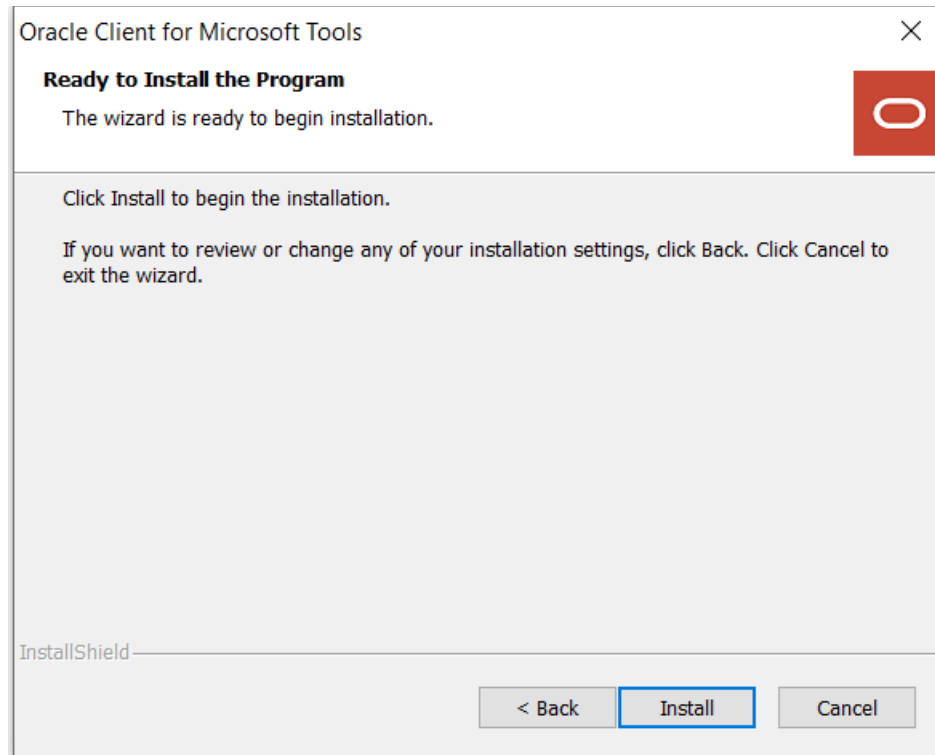 Oracle Client for Microsoft Tools
Ready to Install the Program
The wizard is ready to begin installation.
Click Install to begin the installation.
If you want to review or change any of your installation settings, click Back. Click Cancel to
exit the wizard.
InstallShield
< Back
Install
Cancel